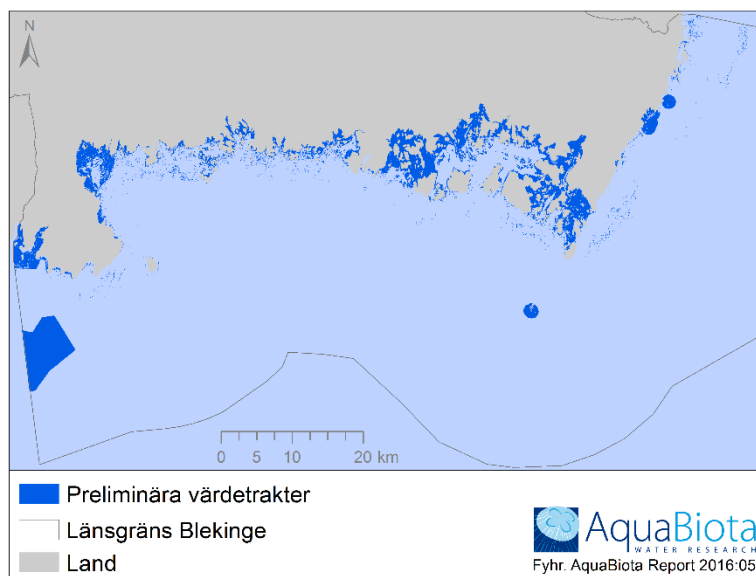 N
0 5 10 20 km
Preliminära värdetrakter
Länsgräns Blekinge
Land
AquaBiota
WATER RESEARCH
Fyhr. AquaBiota Report 2016:05